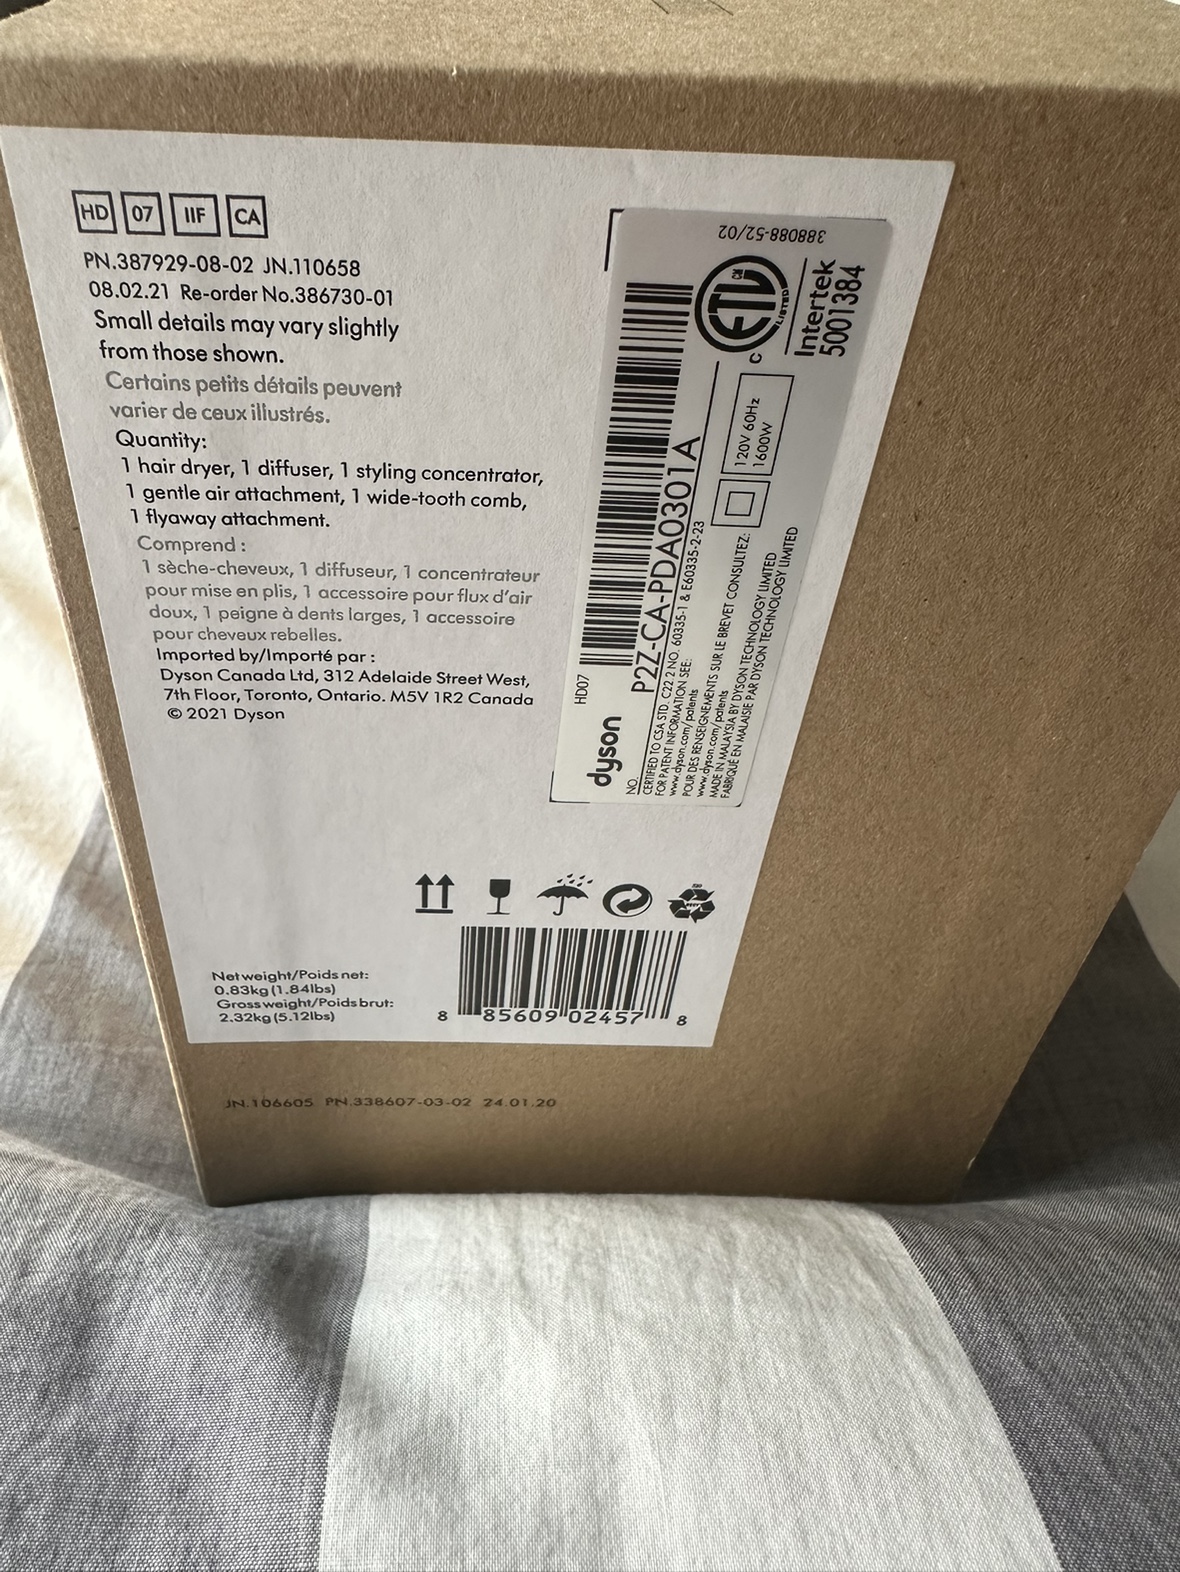 HD 07 IIF CA
PN.387929-08-02 JN.110658
08.02.21 Re-order No.386730-01
Small details may vary slightly
from those shown.
Certains petits détails peuvent
varier de ceux illustrés.
Quantity:
1 hair dryer, 1 diffuser, 1 styling concentrator,
1 gentle air attachment, 1 wide-tooth comb,
1 flyaway attachment.
Comprend :
1 sèche-cheveux, 1 diffuseur, 1 concentrateur
pour mise en plis, 1 accessoire pour flux d'air
doux, 1 peigne à dents larges, 1 accessoire
pour cheveux rebelles.
Imported by/Importé par :
Dyson Canada Ltd, 312 Adelaide Street West,
7th Floor, Toronto, Ontario. M5V 1R2 Canada
© 2021 Dyson
dyson HD07
NO. P2Z-CA-PDA0301A
CERTIFIED TO CSA STD. C22.2 NO. 60335-1 & E60335-2-23
FOR PATENT INFORMATION SEE:
www.dyson.com/patents
POUR DES RENSEIGNEMENTS SUR LE BREVET CONSULTEZ:
www.dyson.com/patents
MADE IN MALAYSIA BY DYSON TECHNOLOGY LIMITED
FABRIQUÉ EN MALAISIE PAR DYSON TECHNOLOGY LIMITED
120V 60Hz
1600W
C ETL CM LISTED
Intertek
5001384
388088-52/02
Net weight/Poids net:
0.83kg (1.84lbs)
Gross weight/Poids brut:
2.32kg (5.12lbs)
8 85609 02457 8
JN.106605 PN.338607-03-02 24.01.20